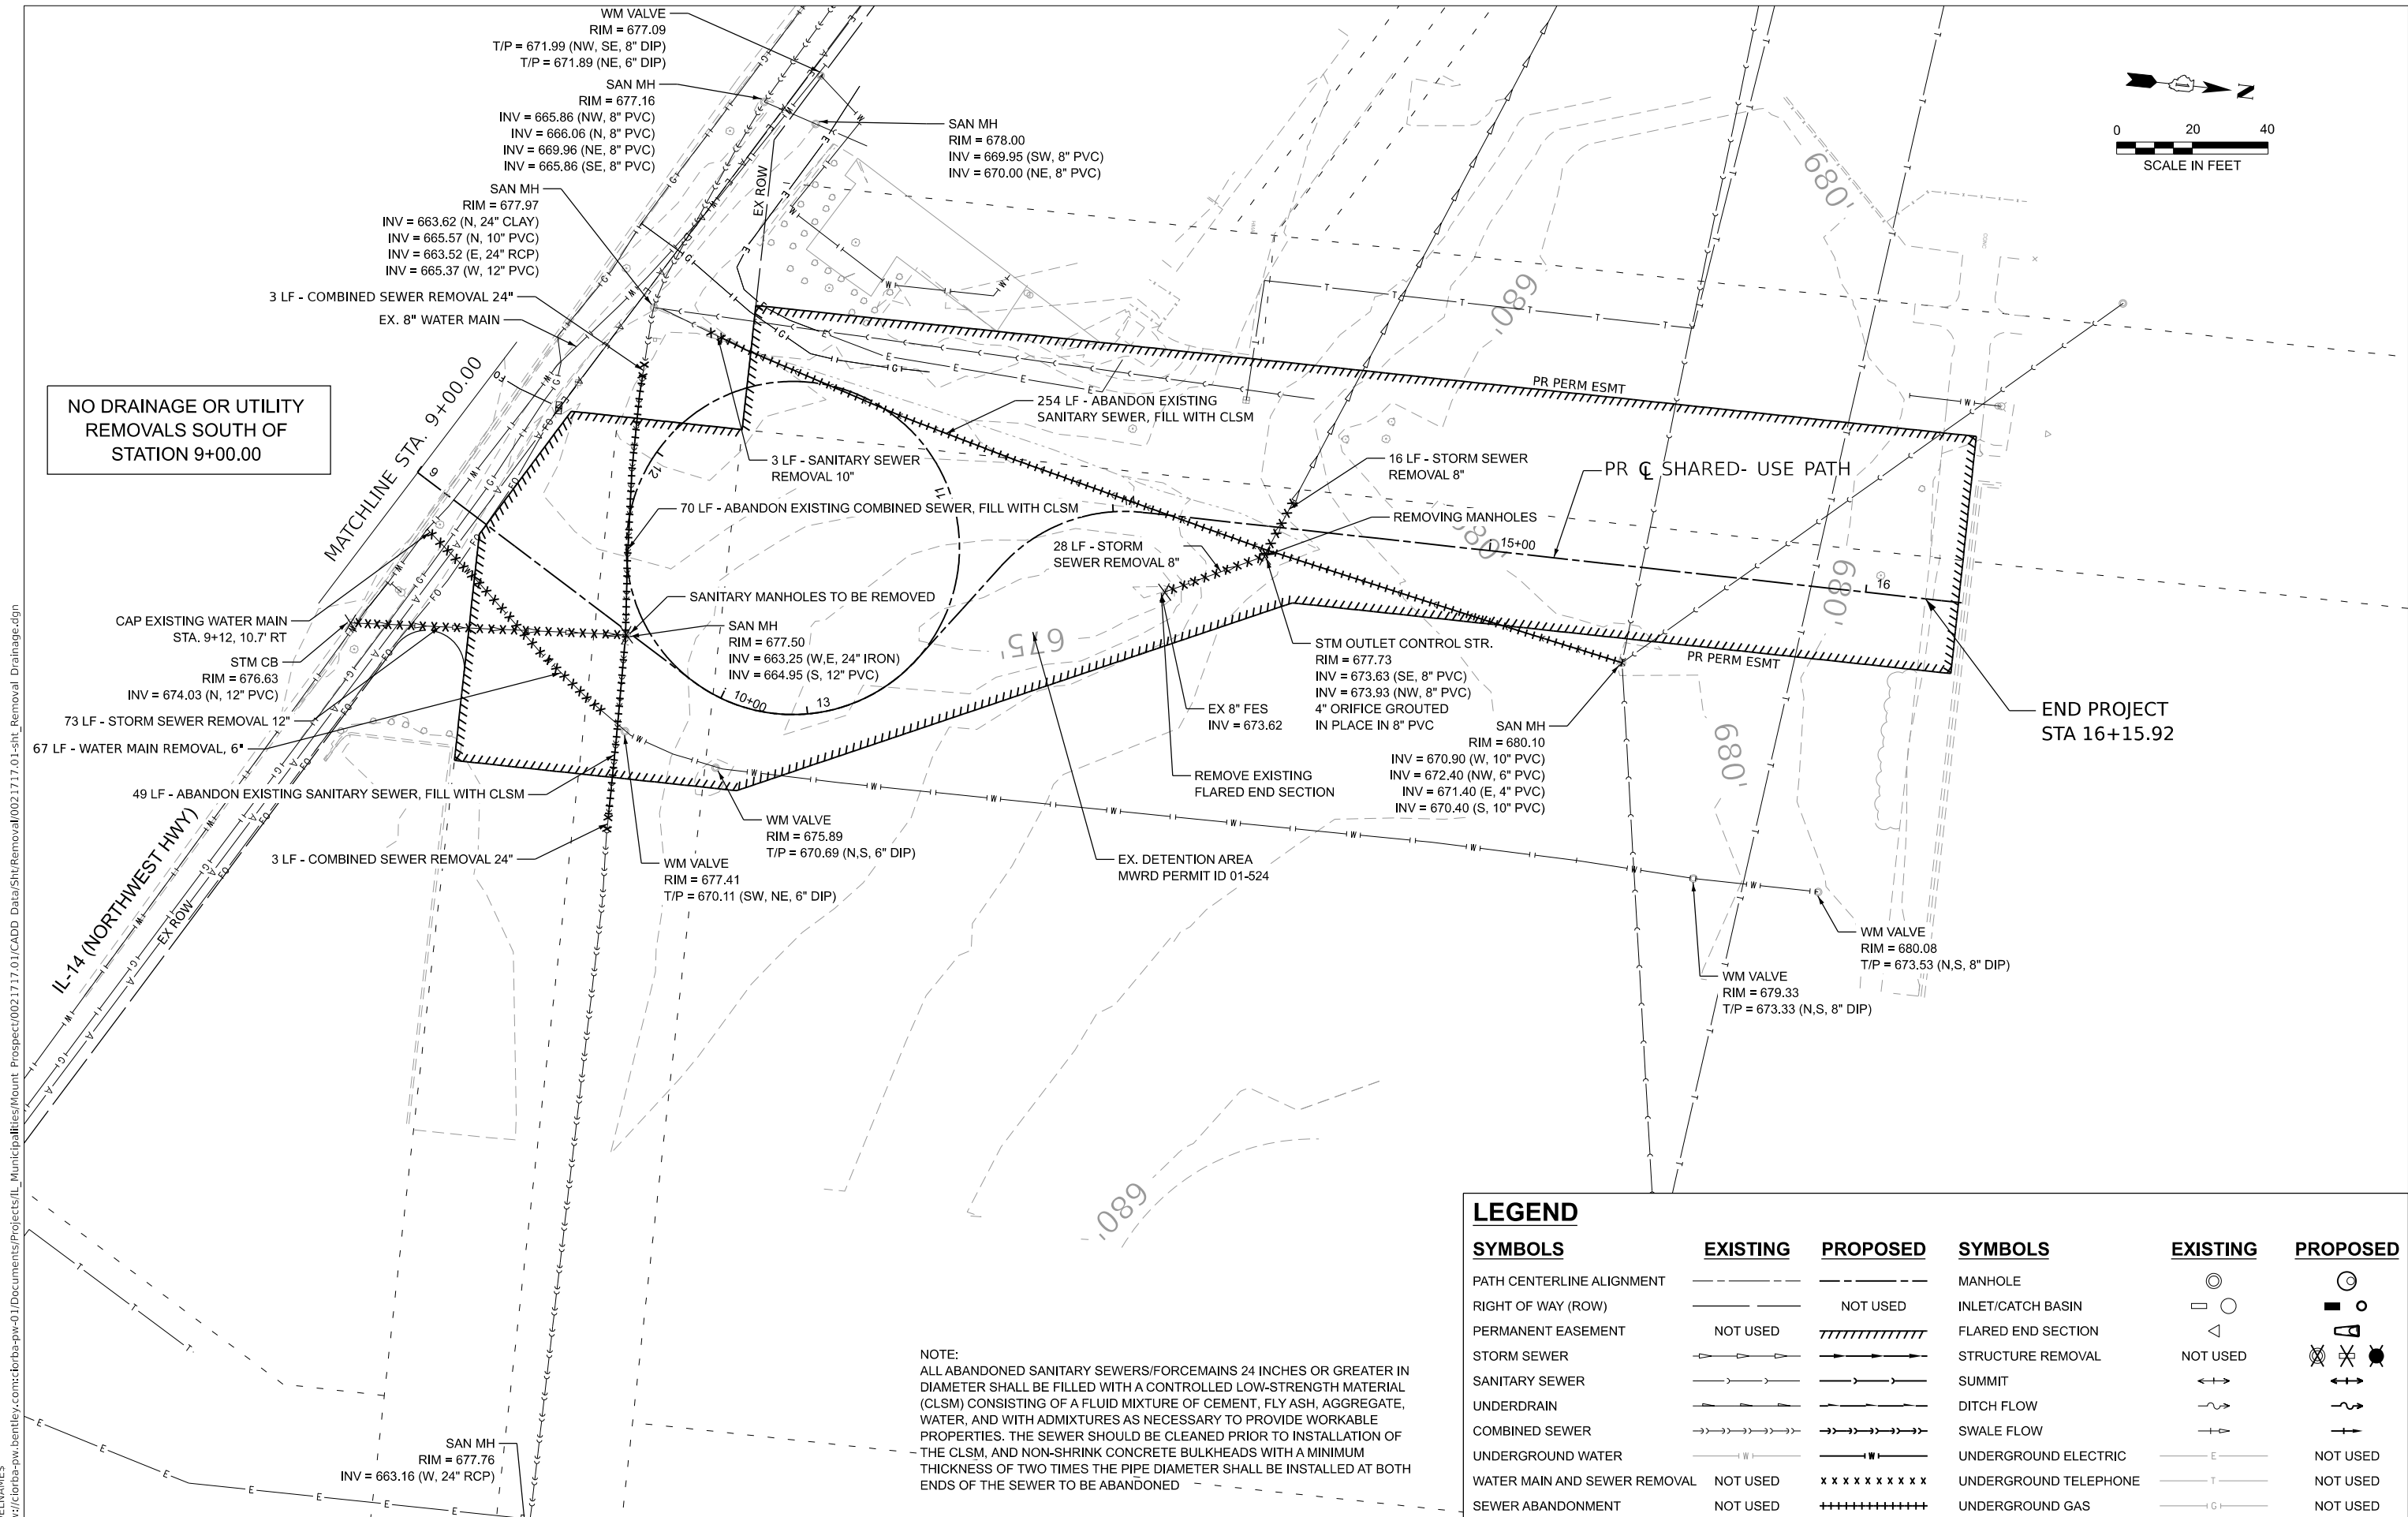 WM VALVE
RIM = 677.09
T/P = 671.99 (NW, SE, 8" DIP)
T/P = 671.89 (NE, 6" DIP)
SAN MH
RIM = 677.16
INV = 665.86 (NW, 8" PVC)
INV = 666.06 (N, 8" PVC)
INV = 669.96 (NE, 8" PVC)
INV = 665.86 (SE, 8" PVC)
SAN MH
RIM = 678.00
INV = 669.95 (SW, 8" PVC)
INV = 670.00 (NE, 8" PVC)
SAN MH
RIM = 677.97
INV = 663.62 (N, 24" CLAY)
INV = 665.57 (N, 10" PVC)
INV = 663.52 (E, 24" RCP)
INV = 665.37 (W, 12" PVC)
3 LF - COMBINED SEWER REMOVAL 24"
EX. 8" WATER MAIN
EX ROW
N
0 20 40
SCALE IN FEET
680'
680'
NO DRAINAGE OR UTILITY
REMOVALS SOUTH OF
STATION 9+00.00
MATCHLINE STA. 9+00.00
9
PR PERM ESMT
254 LF - ABANDON EXISTING
SANITARY SEWER, FILL WITH CLSM
3 LF - SANITARY SEWER
REMOVAL 10"
12
11
16 LF - STORM SEWER
REMOVAL 8"
PR CL SHARED- USE PATH
70 LF - ABANDON EXISTING COMBINED SEWER, FILL WITH CLSM
REMOVING MANHOLES
28 LF - STORM
SEWER REMOVAL 8"
680'
15+00
16
680'
SANITARY MANHOLES TO BE REMOVED
CAP EXISTING WATER MAIN
STA. 9+12, 10.7' RT
SAN MH
RIM = 677.50
INV = 663.25 (W,E, 24" IRON)
INV = 664.95 (S, 12" PVC)
675'
STM CB
RIM = 676.63
INV = 674.03 (N, 12" PVC)
10+00
13
STM OUTLET CONTROL STR.
RIM = 677.73
INV = 673.63 (SE, 8" PVC)
INV = 673.93 (NW, 8" PVC)
4" ORIFICE GROUTED
IN PLACE IN 8" PVC
PR PERM ESMT
EX 8" FES
INV = 673.62
END PROJECT
STA 16+15.92
73 LF - STORM SEWER REMOVAL 12"
67 LF - WATER MAIN REMOVAL, 6"
SAN MH
RIM = 680.10
INV = 670.90 (W, 10" PVC)
INV = 672.40 (NW, 6" PVC)
INV = 671.40 (E, 4" PVC)
INV = 670.40 (S, 10" PVC)
680'
REMOVE EXISTING
FLARED END SECTION
49 LF - ABANDON EXISTING SANITARY SEWER, FILL WITH CLSM
WM VALVE
RIM = 675.89
T/P = 670.69 (N,S, 6" DIP)
3 LF - COMBINED SEWER REMOVAL 24"
WM VALVE
RIM = 677.41
T/P = 670.11 (SW, NE, 6" DIP)
EX. DETENTION AREA
MWRD PERMIT ID 01-524
IL-14 (NORTHWEST HWY)
EX ROW
WM VALVE
RIM = 680.08
T/P = 673.53 (N,S, 8" DIP)
WM VALVE
RIM = 679.33
T/P = 673.33 (N,S, 8" DIP)
680'
SAN MH
RIM = 677.76
INV = 663.16 (W, 24" RCP)
NOTE:
ALL ABANDONED SANITARY SEWERS/FORCEMAINS 24 INCHES OR GREATER IN
DIAMETER SHALL BE FILLED WITH A CONTROLLED LOW-STRENGTH MATERIAL
(CLSM) CONSISTING OF A FLUID MIXTURE OF CEMENT, FLY ASH, AGGREGATE,
WATER, AND WITH ADMIXTURES AS NECESSARY TO PROVIDE WORKABLE
PROPERTIES. THE SEWER SHOULD BE CLEANED PRIOR TO INSTALLATION OF
THE CLSM, AND NON-SHRINK CONCRETE BULKHEADS WITH A MINIMUM
THICKNESS OF TWO TIMES THE PIPE DIAMETER SHALL BE INSTALLED AT BOTH
ENDS OF THE SEWER TO BE ABANDONED
LEGEND
SYMBOLS EXISTING PROPOSED SYMBOLS EXISTING PROPOSED
PATH CENTERLINE ALIGNMENT MANHOLE
RIGHT OF WAY (ROW) NOT USED INLET/CATCH BASIN
PERMANENT EASEMENT NOT USED FLARED END SECTION
STORM SEWER STRUCTURE REMOVAL NOT USED
SANITARY SEWER SUMMIT
UNDERDRAIN DITCH FLOW
COMBINED SEWER SWALE FLOW
UNDERGROUND WATER W W UNDERGROUND ELECTRIC E NOT USED
WATER MAIN AND SEWER REMOVAL NOT USED UNDERGROUND TELEPHONE T NOT USED
SEWER ABANDONMENT NOT USED UNDERGROUND GAS G NOT USED